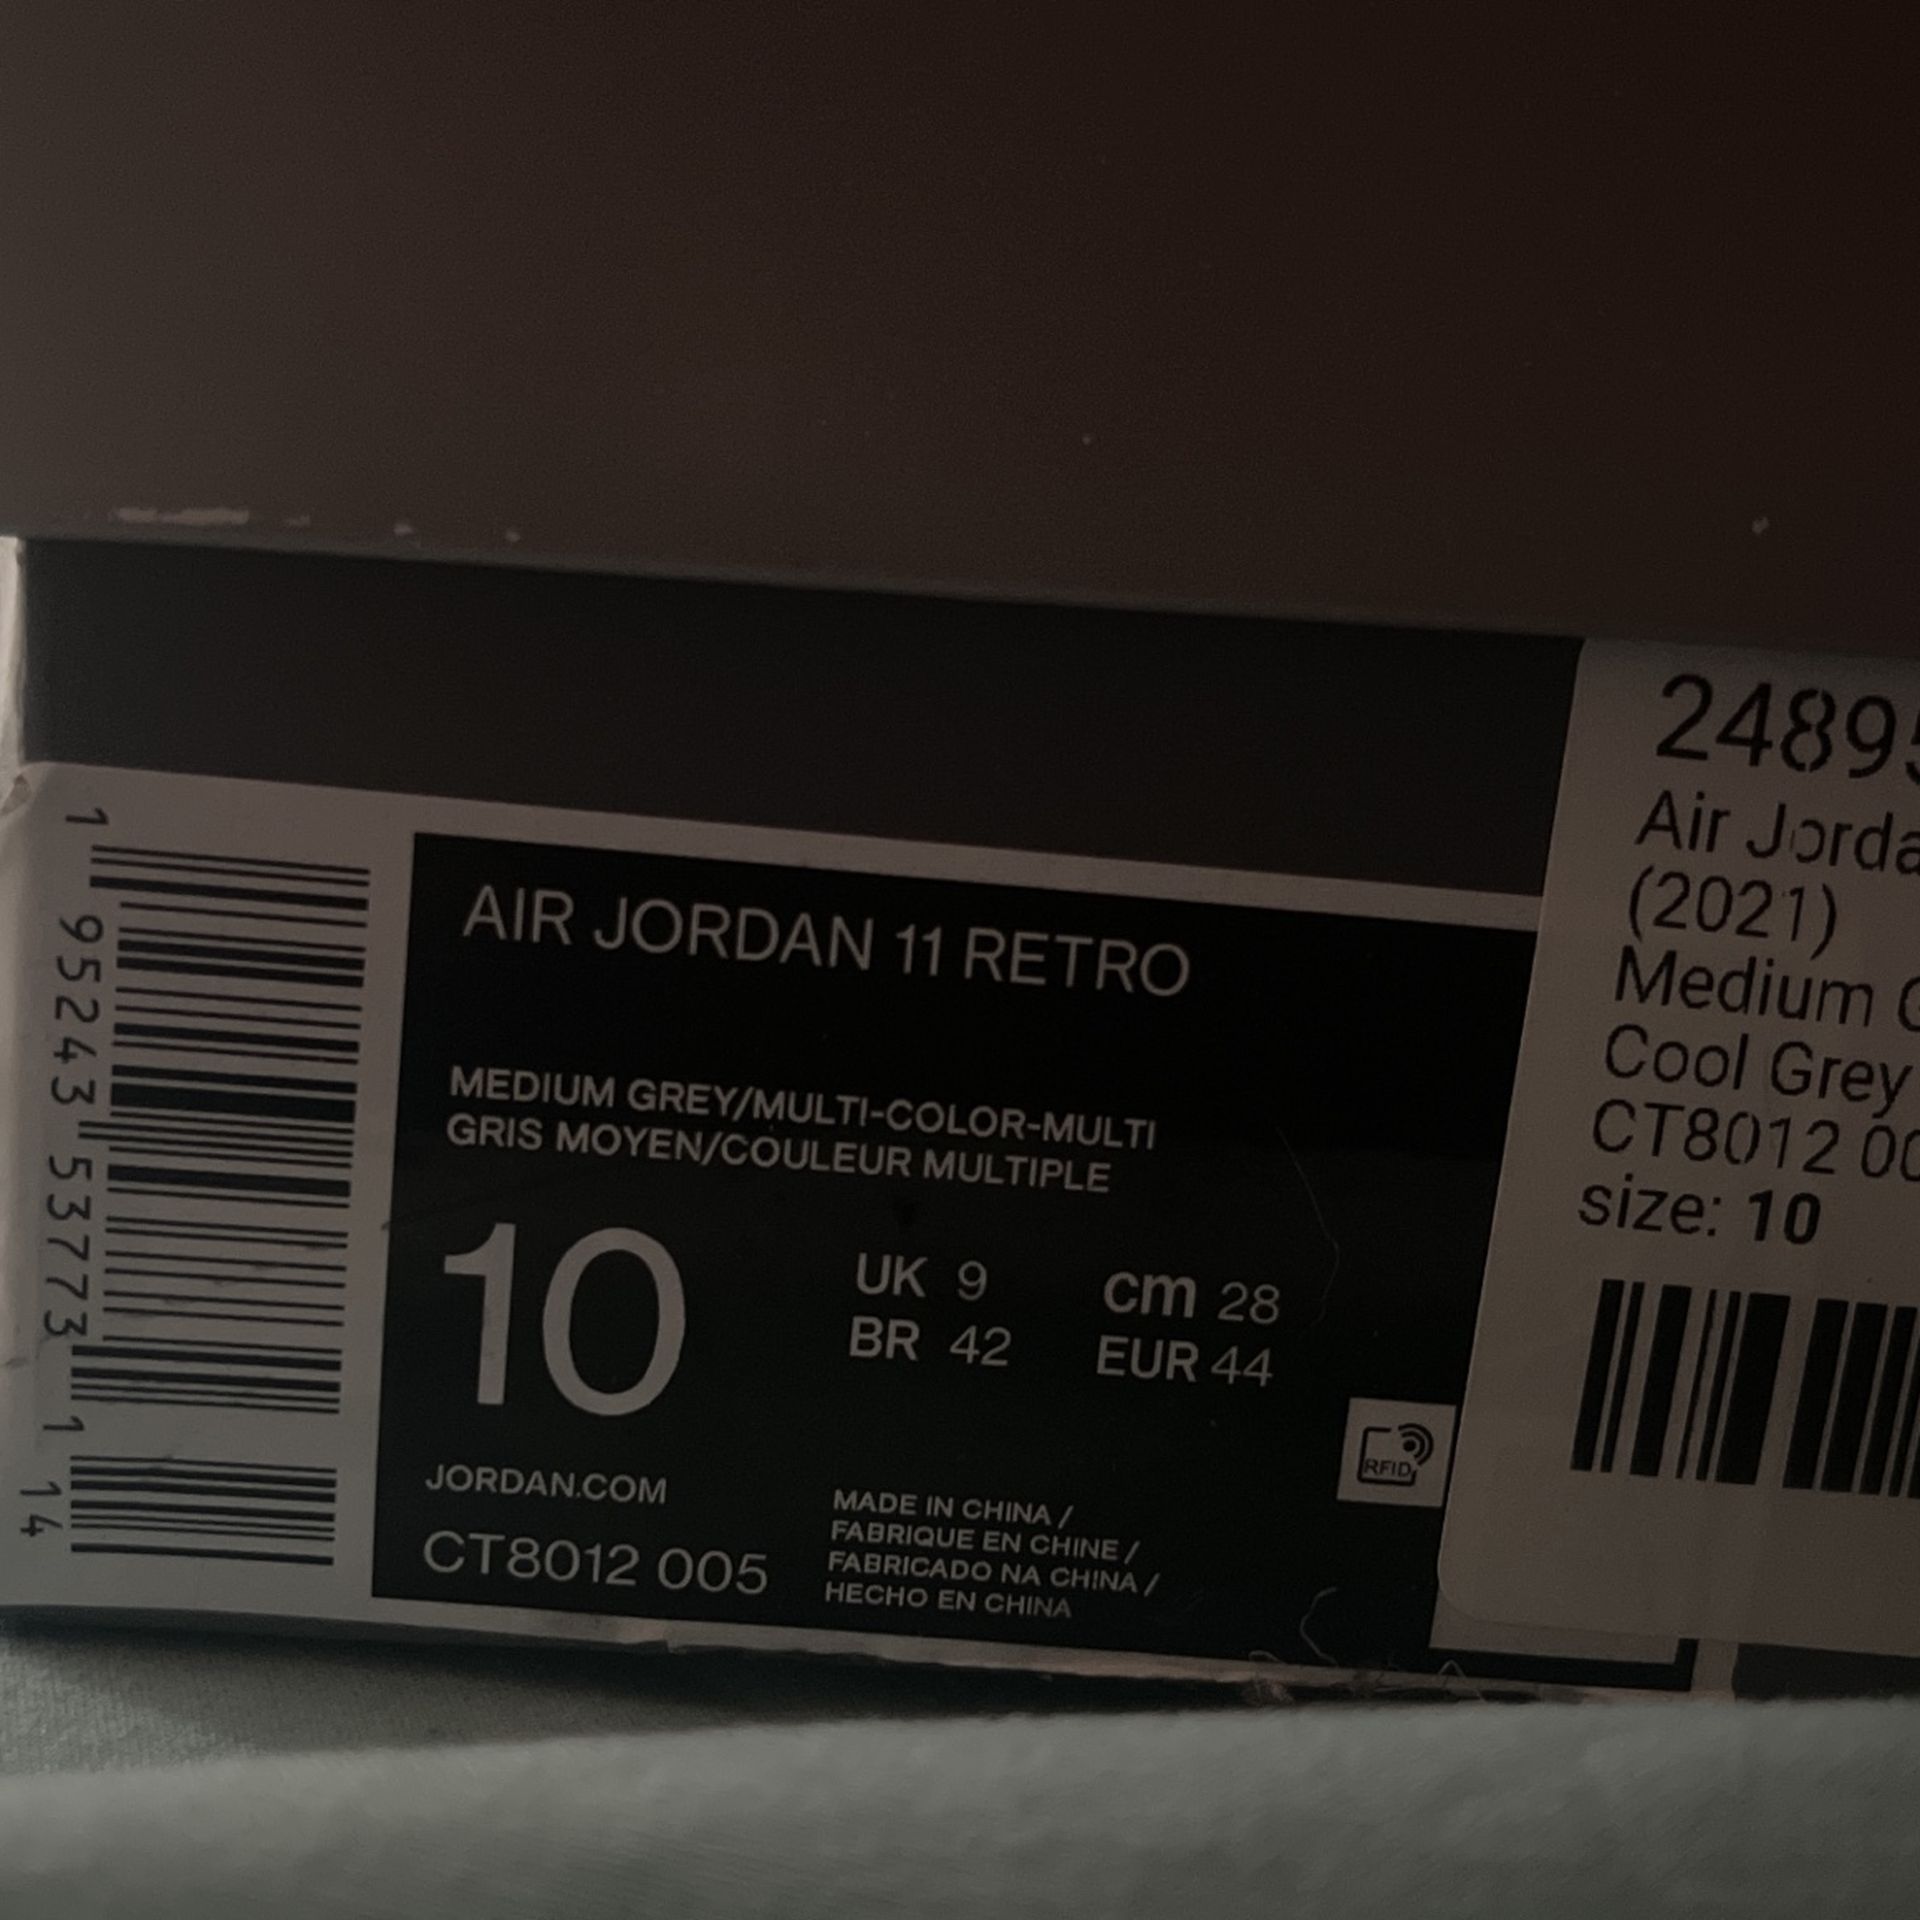 1 95243 53773 1 14
AIR JORDAN 11 RETRO
MEDIUM GREY/MULTI-COLOR-MULTI
GRIS MOYEN/COULEUR MULTIPLE
10
UK 9 cm 28
BR 42 EUR 44
RFID
JORDAN.COM
CT8012 005
MADE IN CHINA /
FABRIQUE EN CHINE /
FABRICADO NA CHINA /
HECHO EN CHINA
2489
Air Jorda
(2021)
Medium
Cool Grey
CT8012 00
size: 10